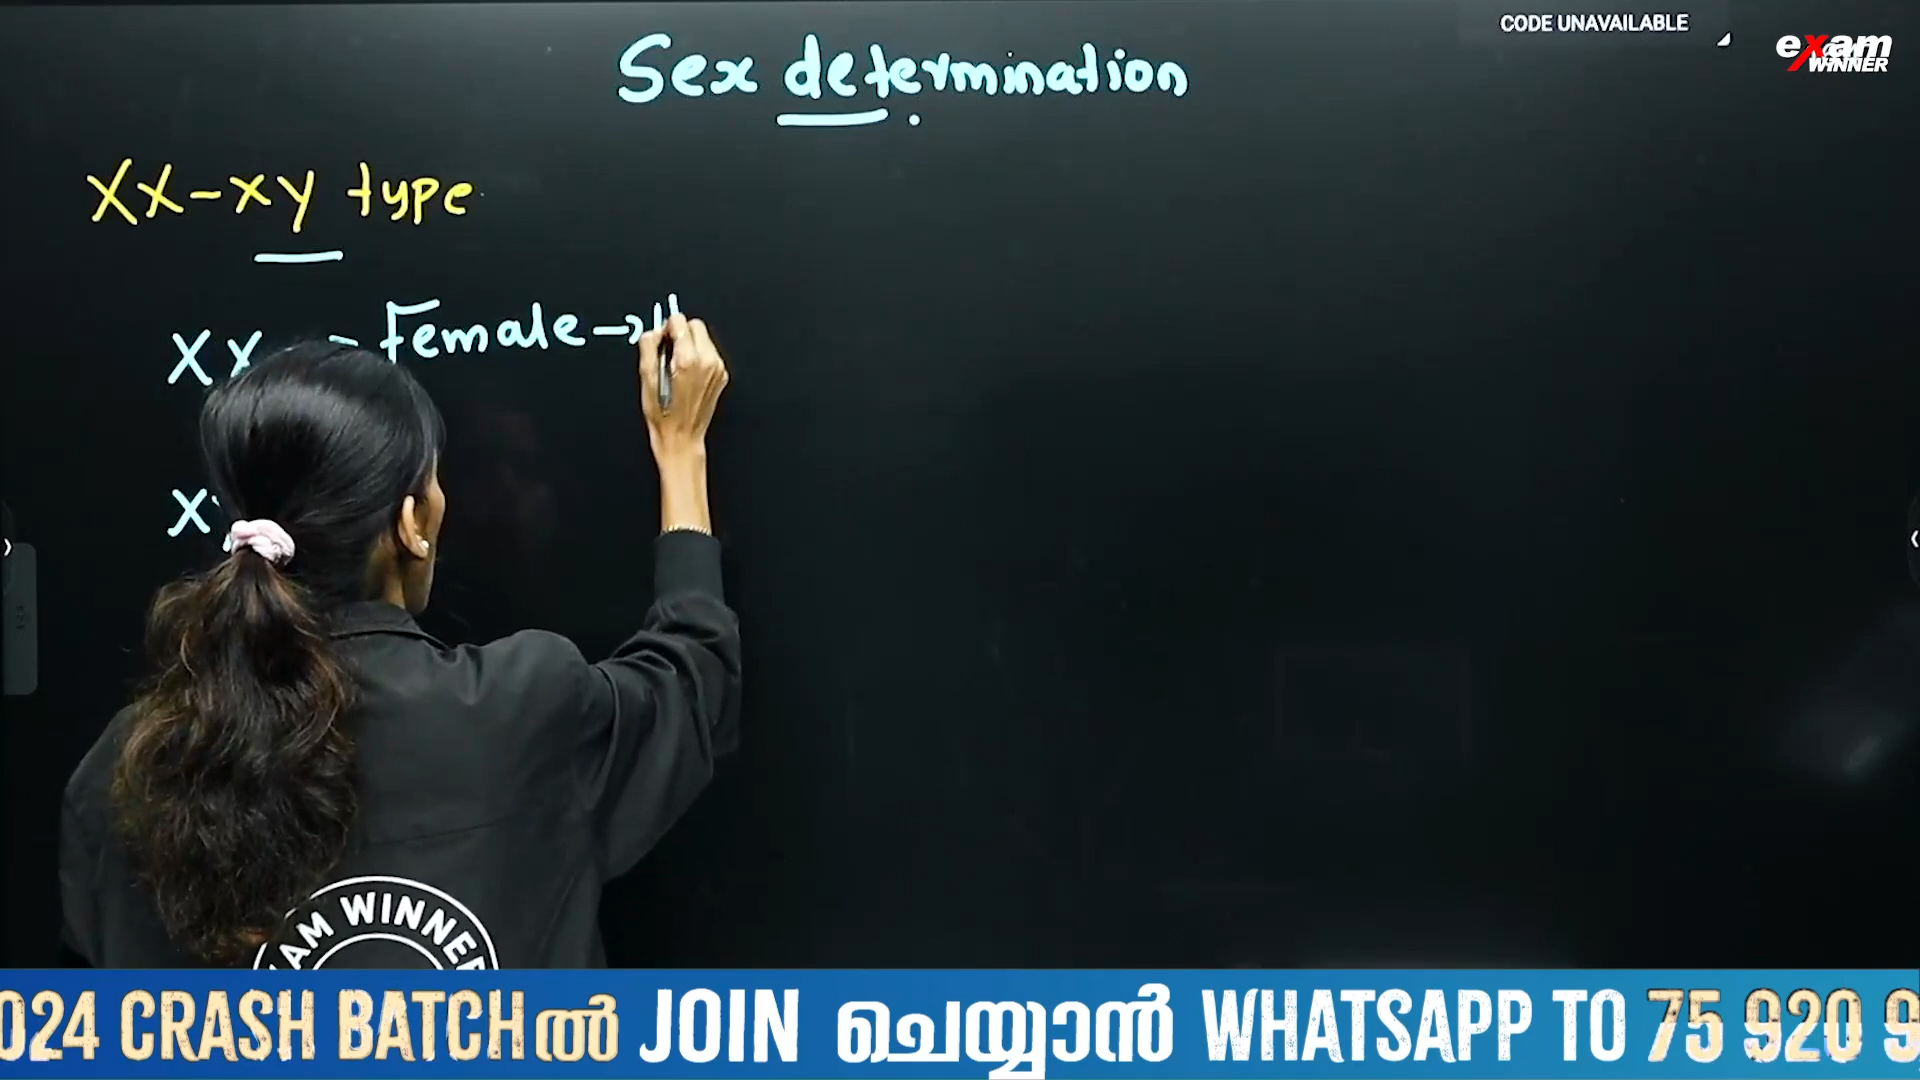 CODE UNAVAILABLE
exam
WINNER
Sex determination
XX-XY type
XX = Female →
X
AM WINNER
024 CRASH BATCHൽ JOIN ചെയ്യാൻ WHATSAPP TO 75 920 9